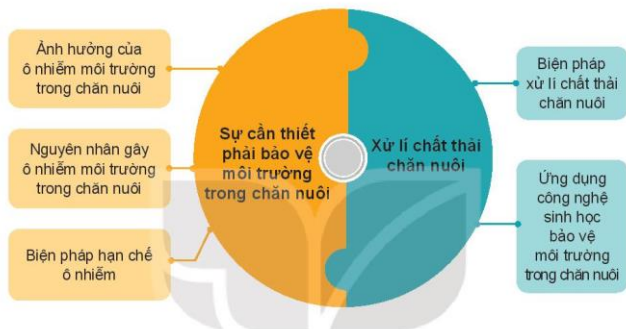 Ảnh hưởng của
ô nhiễm môi trường
trong chăn nuôi
Nguyên nhân gây
ô nhiễm môi trường
trong chăn nuôi
Biện pháp hạn chế
ô nhiễm
Sự cần thiết
phải bảo vệ
môi trường
trong chăn nuôi
Xử lí chất thải
chăn nuôi
Biện pháp
xử lí chất thải
chăn nuôi
Ứng dụng
công nghệ
sinh học
bảo vệ
môi trường
trong chăn nuôi